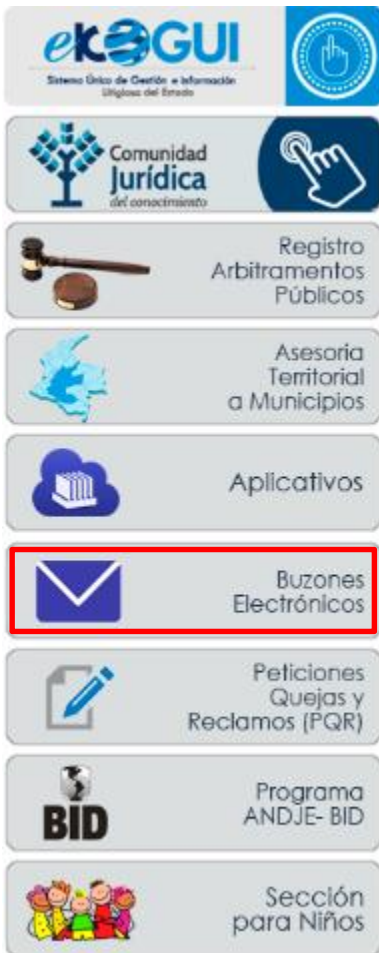 eKOGUI
Sistema Único de Gestión e Información
Litigiosa del Estado
Comunidad
Jurídica
del conocimiento
Registro
Arbitramentos
Públicos
Asesoria
Territorial
a Municipios
Aplicativos
Buzones
Electrónicos
Peticiones
Quejas y
Reclamos (PQR)
BID
Programa
ANDJE- BID
Sección
para Niños